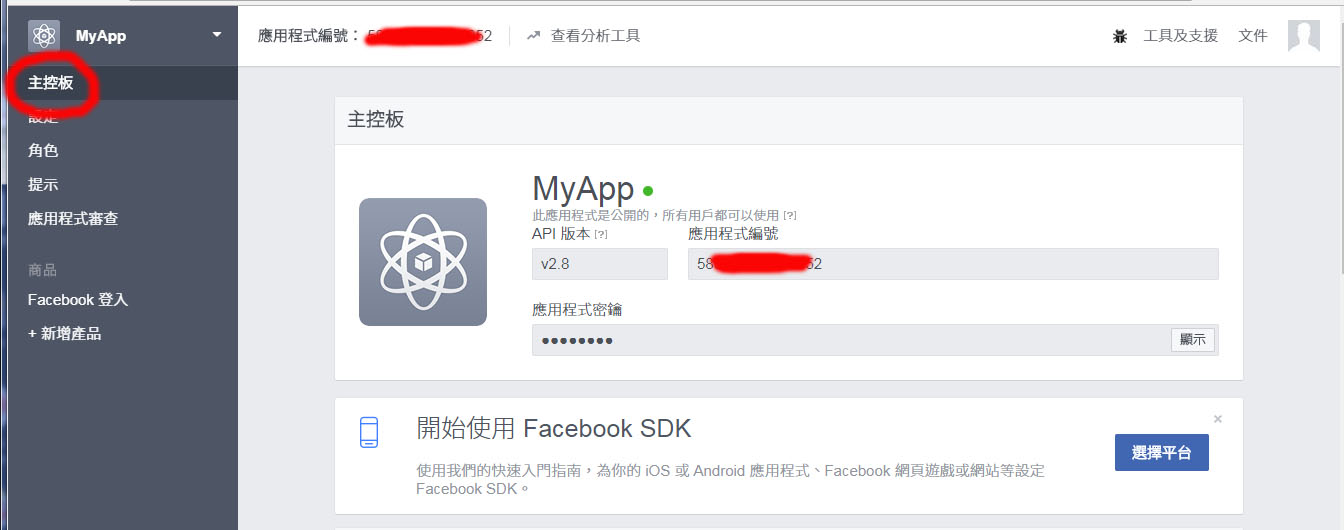 MyApp
應用程式編號：
52
查看分析工具
工具及支援
文件
主控板
設定
角色
提示
應用程式審查
商品
Facebook 登入
+ 新增產品
主控板
MyApp
此應用程式是公開的，所有用戶都可以使用 [?]
API 版本 [?]
應用程式編號
v2.8
58
52
應用程式密鑰
●●●●●●●●
顯示
開始使用 Facebook SDK
×
選擇平台
使用我們的快速入門指南，為你的 iOS 或 Android 應用程式、Facebook 網頁遊戲或網站等設定
Facebook SDK。